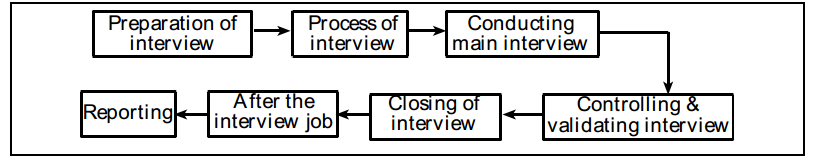 Preparation of
interview
Process of
interview
Conducting
main interview
Controlling &
validating interview
Closing of
interview
After the
interview job
Reporting